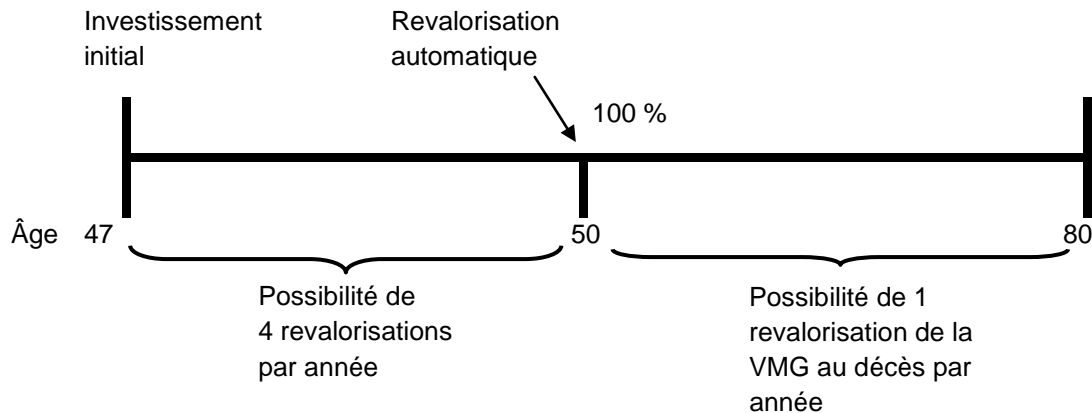 Investissement
initial
Revalorisation
automatique
100 %
Âge 47 50 80
Possibilité de
4 revalorisations
par année
Possibilité de 1
revalorisation de la
VMG au décès par
année